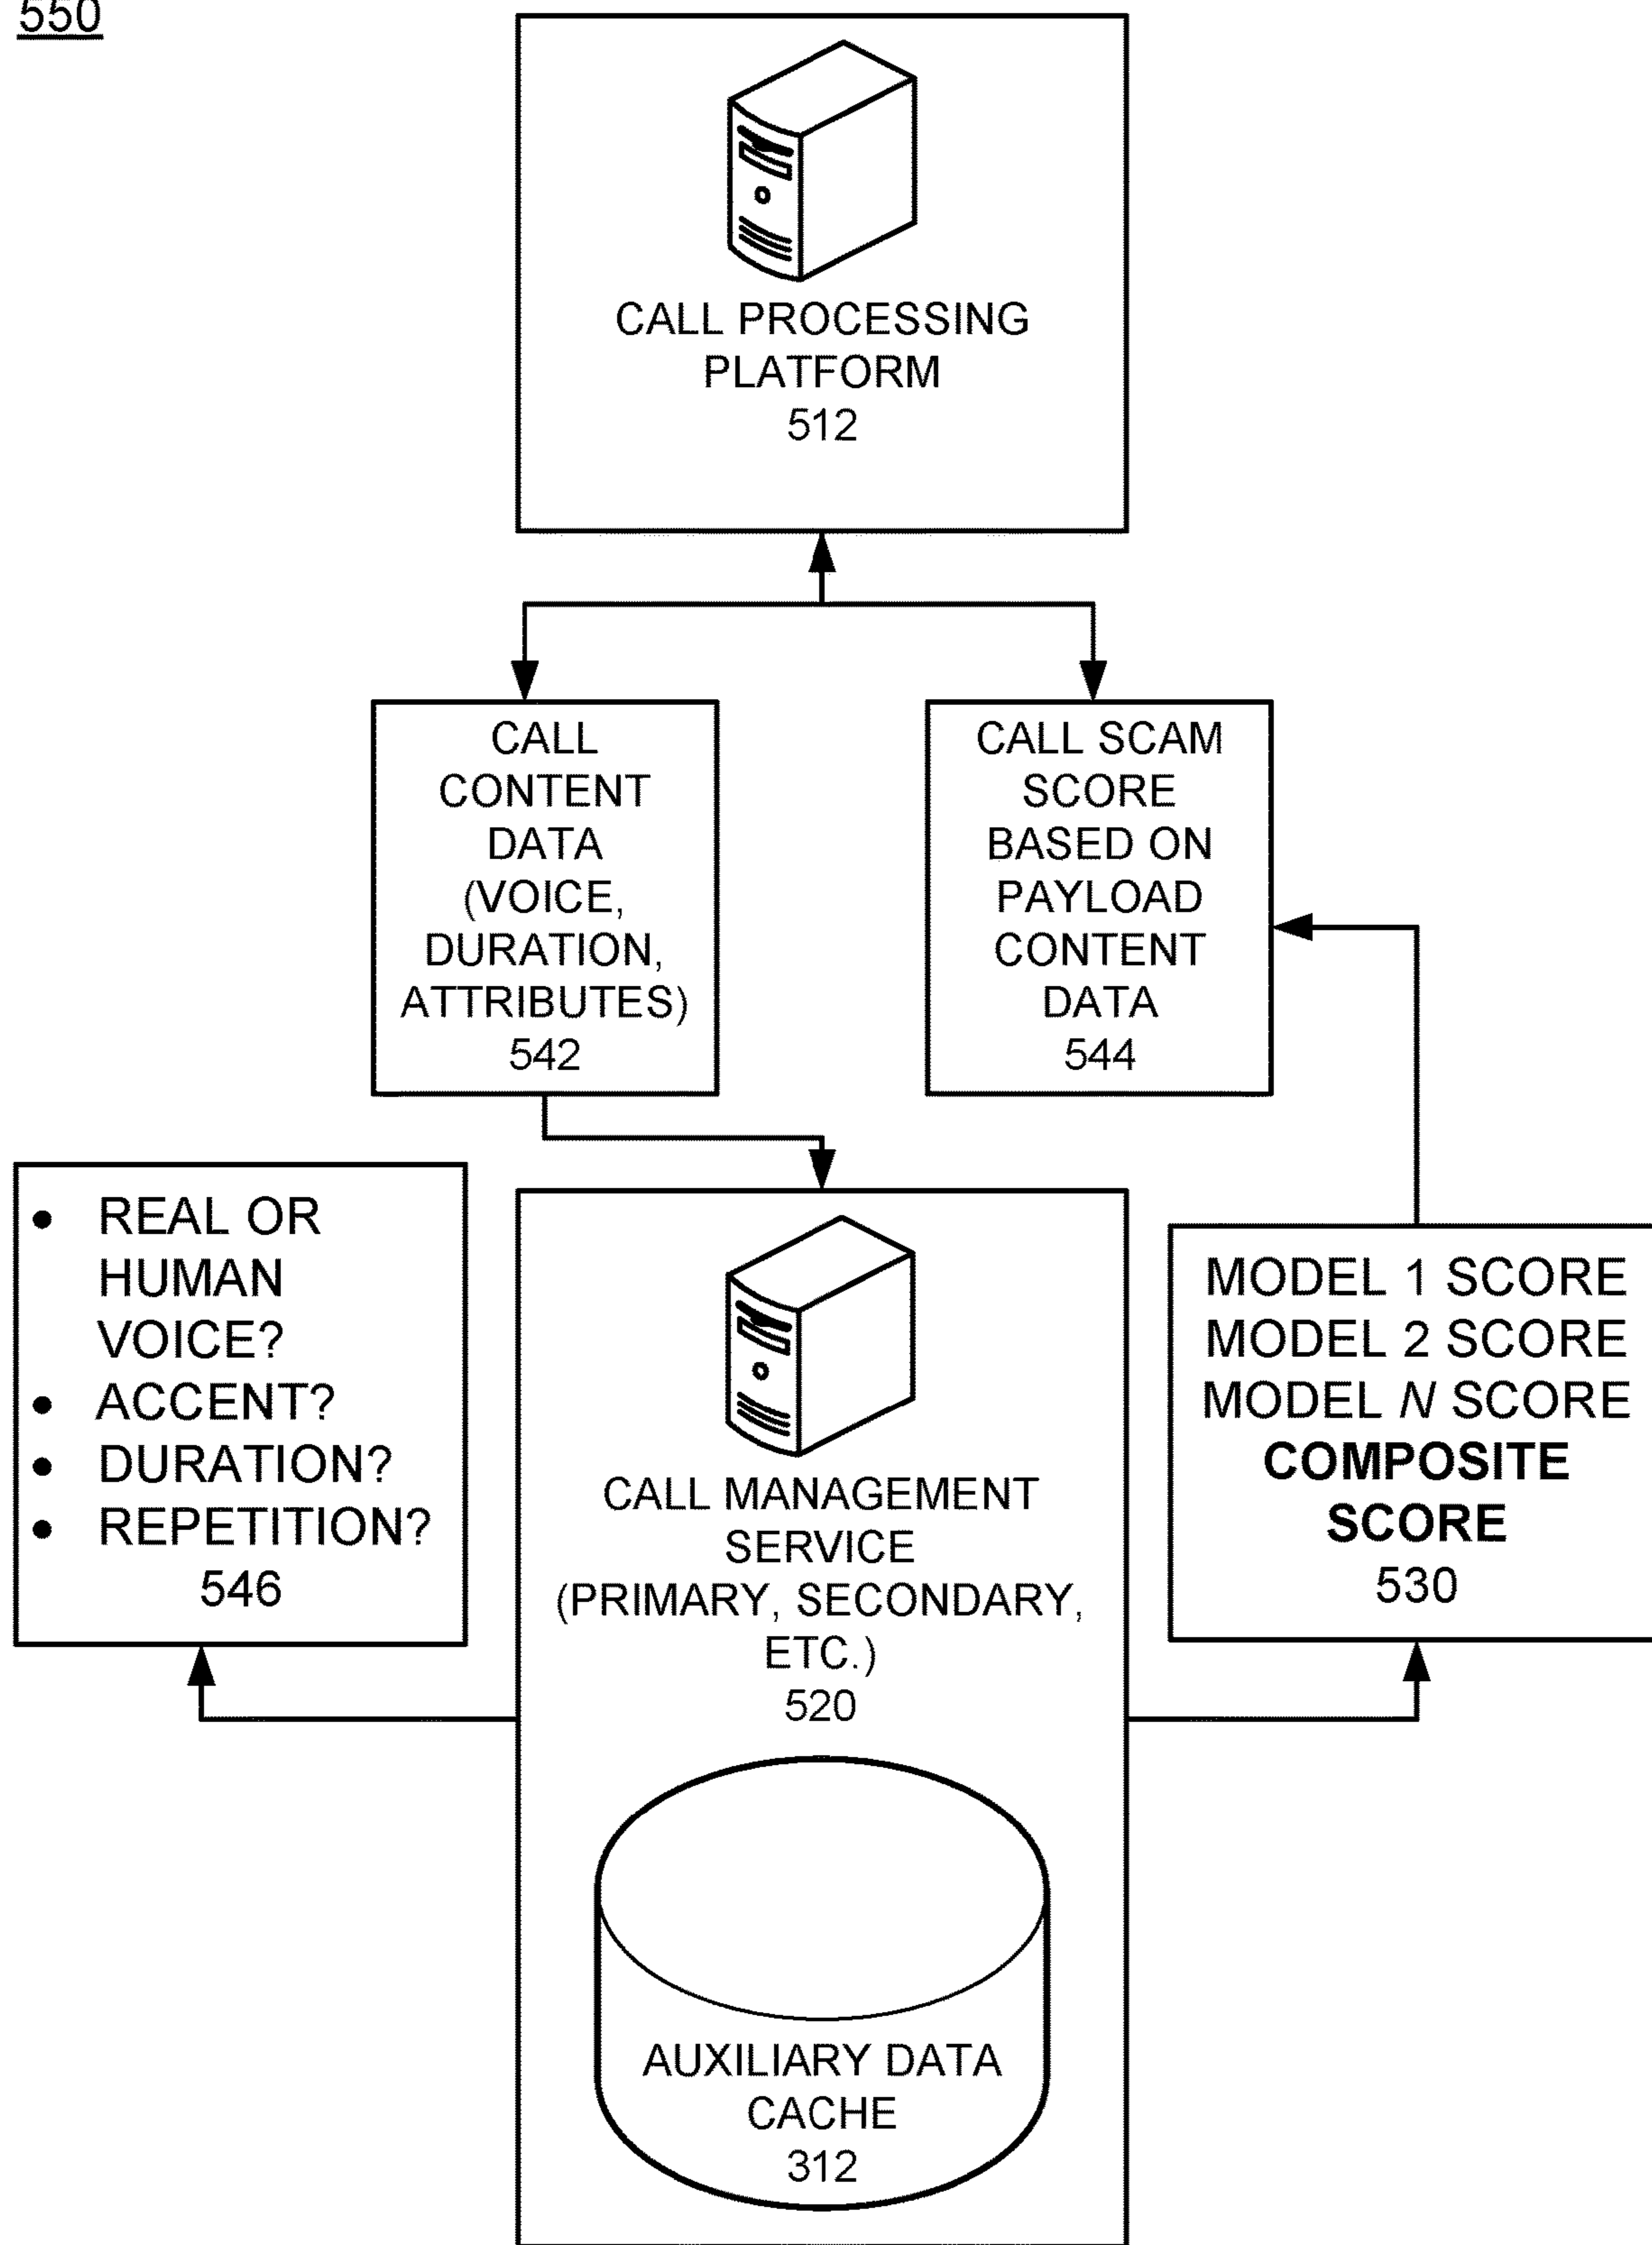 550
CALL PROCESSING
PLATFORM
512
CALL
CONTENT
DATA
(VOICE,
DURATION,
ATTRIBUTES)
542
CALL SCAM
SCORE
BASED ON
PAYLOAD
CONTENT
DATA
544
• REAL OR
HUMAN
VOICE?
• ACCENT?
• DURATION?
• REPETITION?
546
CALL MANAGEMENT
SERVICE
(PRIMARY, SECONDARY,
ETC.)
520
MODEL 1 SCORE
MODEL 2 SCORE
MODEL N SCORE
COMPOSITE
SCORE
530
AUXILIARY DATA
CACHE
312